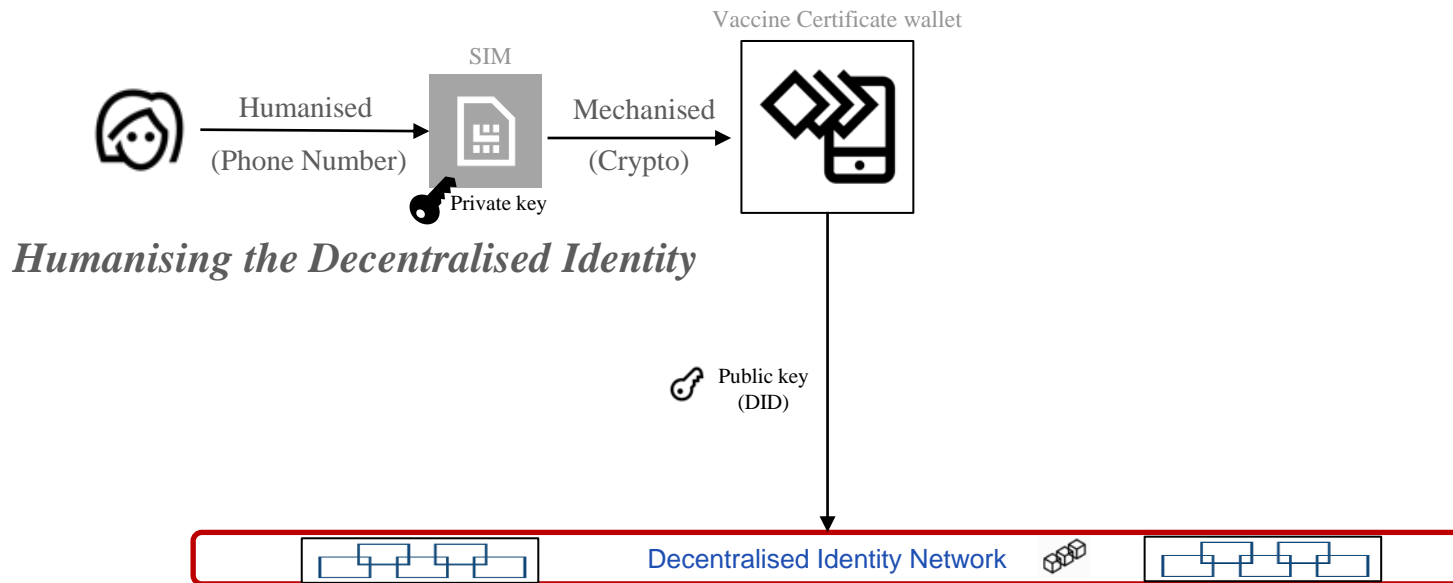 Vaccine Certificate wallet
SIM
Humanised
(Phone Number)
Mechanised
(Crypto)
Private key
Humanising the Decentralised Identity
Public key
(DID)
Decentralised Identity Network